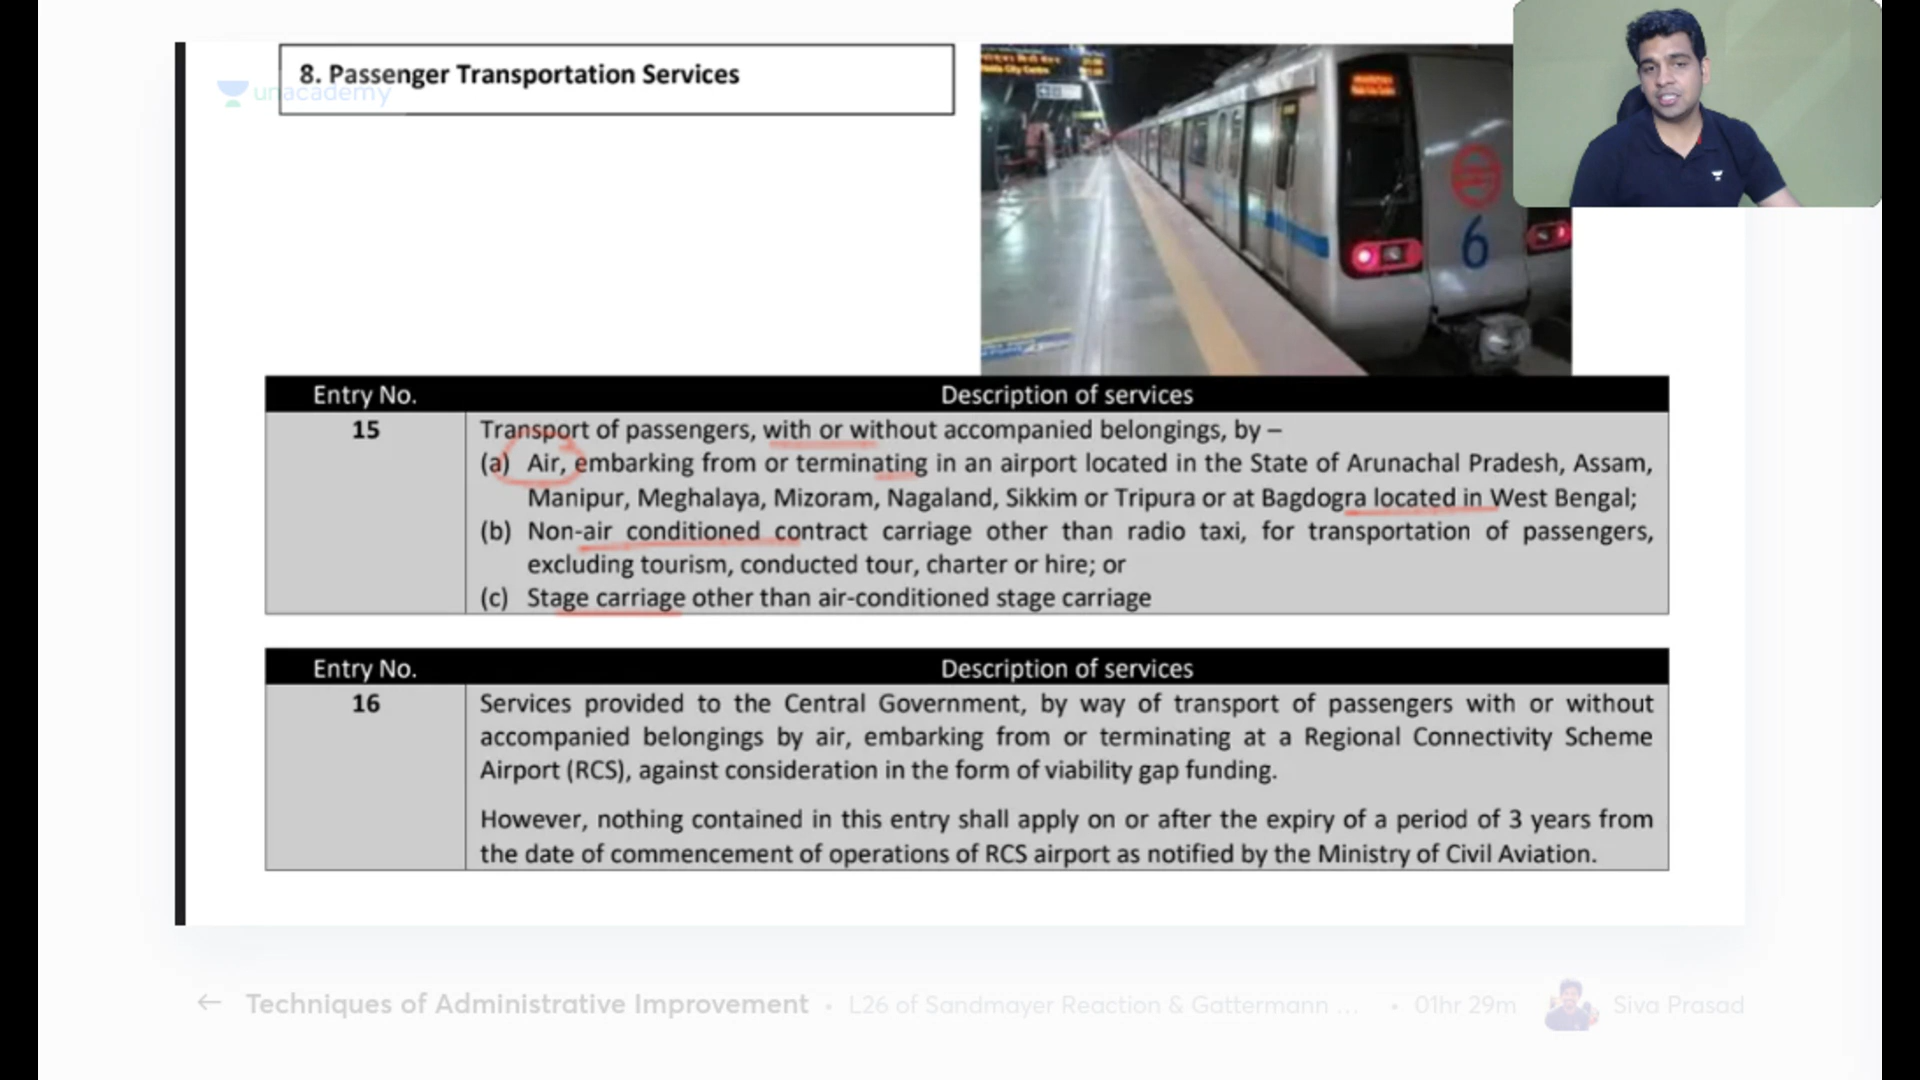 8. Passenger Transportation Services
unacademy
6
Entry No. Description of services
15 Transport of passengers, with or without accompanied belongings, by –
(a) Air, embarking from or terminating in an airport located in the State of Arunachal Pradesh, Assam,
Manipur, Meghalaya, Mizoram, Nagaland, Sikkim or Tripura or at Bagdogra located in West Bengal;
(b) Non-air conditioned contract carriage other than radio taxi, for transportation of passengers,
excluding tourism, conducted tour, charter or hire; or
(c) Stage carriage other than air-conditioned stage carriage
Entry No. Description of services
16 Services provided to the Central Government, by way of transport of passengers with or without
accompanied belongings by air, embarking from or terminating at a Regional Connectivity Scheme
Airport (RCS), against consideration in the form of viability gap funding.
However, nothing contained in this entry shall apply on or after the expiry of a period of 3 years from
the date of commencement of operations of RCS airport as notified by the Ministry of Civil Aviation.
← Techniques of Administrative Improvement • L26 of Sandmayer Reaction & Gattermann ... • 01hr 29m Siva Prasad